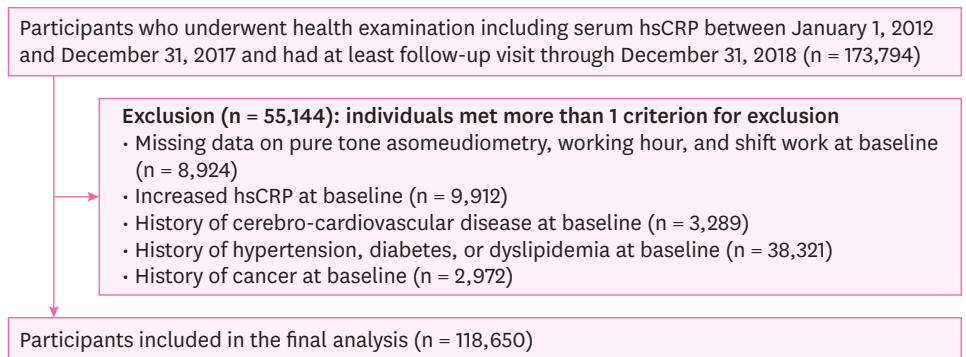 Participants who underwent health examination including serum hsCRP between January 1, 2012
and December 31, 2017 and had at least follow-up visit through December 31, 2018 (n = 173,794)
Exclusion (n = 55,144): individuals met more than 1 criterion for exclusion
· Missing data on pure tone asomeudiometry, working hour, and shift work at baseline
(n = 8,924)
· Increased hsCRP at baseline (n = 9,912)
· History of cerebro-cardiovascular disease at baseline (n = 3,289)
· History of hypertension, diabetes, or dyslipidemia at baseline (n = 38,321)
· History of cancer at baseline (n = 2,972)
Participants included in the final analysis (n = 118,650)